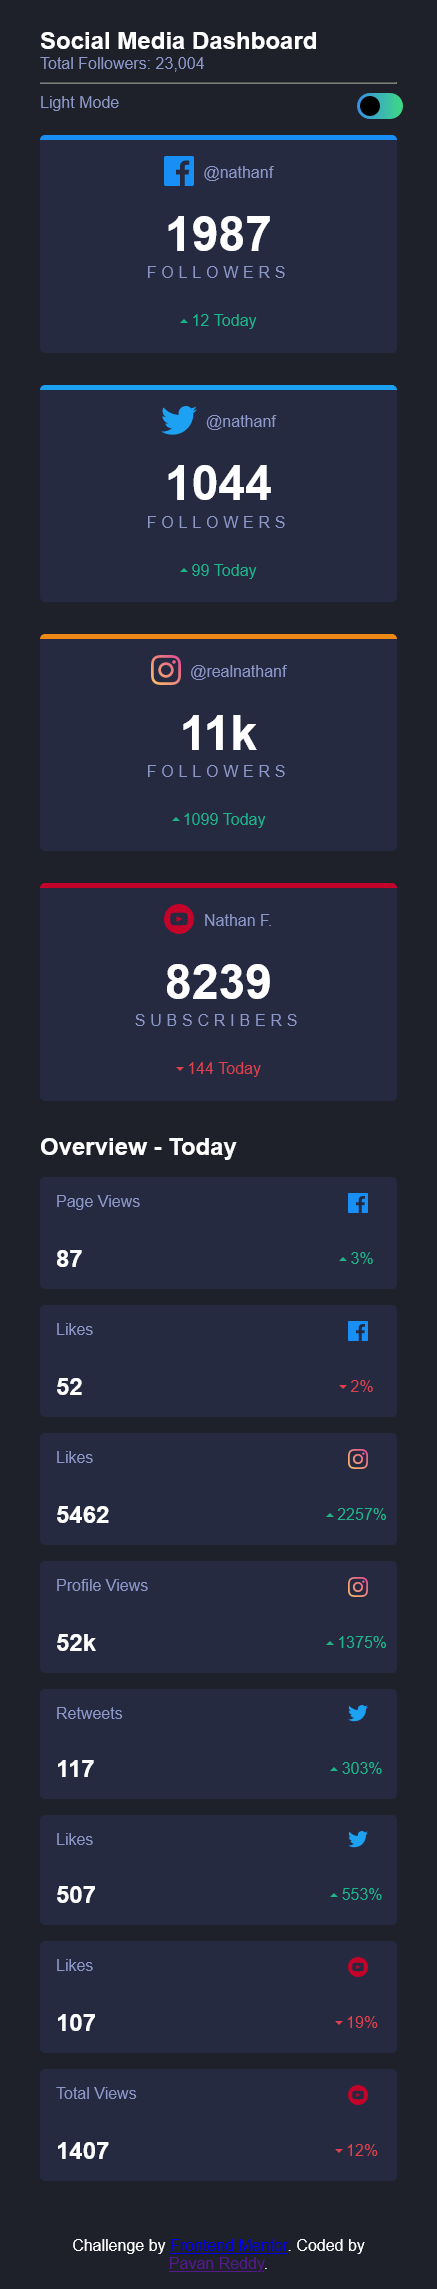 Social Media Dashboard
Total Followers: 23,004
Light Mode
@nathanf
1987
FOLLOWERS
12 Today
@nathanf
1044
FOLLOWERS
99 Today
@realnathanf
11k
FOLLOWERS
1099 Today
Nathan F.
8239
SUBSCRIBERS
144 Today
Overview - Today
Page Views
87
3%
Likes
52
2%
Likes
5462
2257%
Profile Views
52k
1375%
Retweets
117
303%
Likes
507
553%
Likes
107
19%
Total Views
1407
12%
Challenge by Frontend Mentor. Coded by
Pavan Reddy.